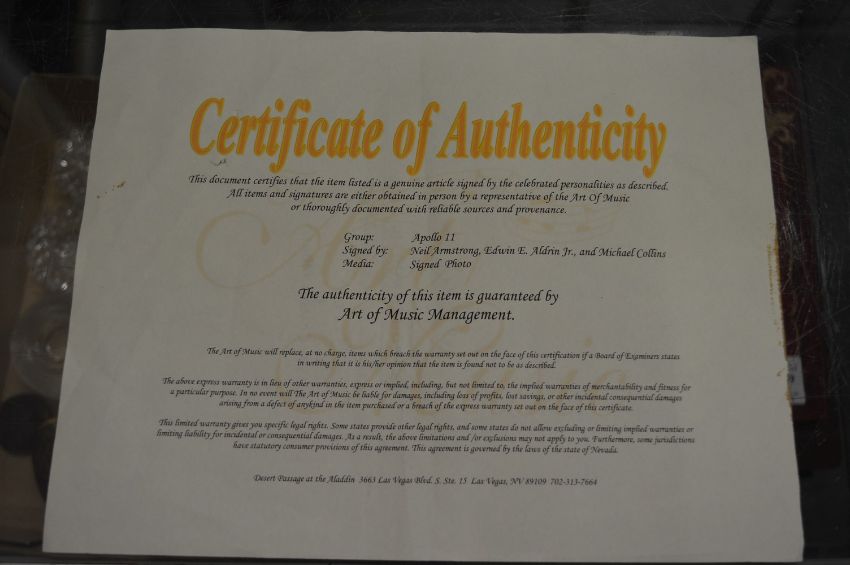 Certificate of Authenticity
This document certifies that the item listed is a genuine article signed by the celebrated personalities as described.
All items and signatures are either obtained in person by a representative of the Art Of Music
or thoroughly documented with reliable sources and provenance.
Group: Apollo 11
Signed by: Neil Armstrong, Edwin E. Aldrin Jr., and Michael Collins
Media: Signed Photo
The authenticity of this item is guaranteed by
Art of Music Management.
The Art of Music will replace, at no charge, items which breach the warranty set out on the face of this certification if a Board of Examiners states
in writing that it is his/her opinion that the item is found not to be as described.
The above express warranty is in lieu of other warranties, express or implied, including, but not limited to, the implied warranties of merchantability and fitness for
a particular purpose. In no event will The Art of Music be liable for damages, including loss of profits, lost savings, or other incidental consequential damages
arising from a defect of anykind in the item purchased or a breach of the express warranty set out on the face of this certificate.
This limited warranty gives you specific legal rights. Some states provide other legal rights, and some states do not allow excluding or limiting implied warranties or
limiting liability for incidental or consequential damages. As a result, the above limitations and /or exclusions may not apply to you. Furthermore, some jurisdictions
have statutory consumer provisions of this agreement. This agreement is governed by the laws of the state of Nevada.
Desert Passage at the Aladdin 3663 Las Vegas Blvd. S. Ste. 15 Las Vegas, NV 89109 702-313-7664